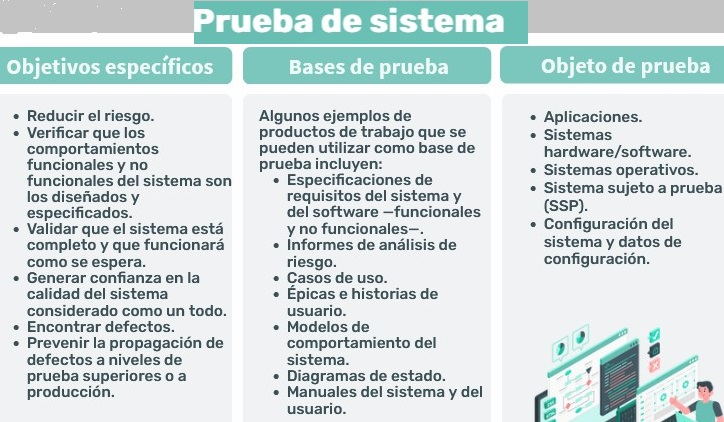 Prueba de sistema
Objetivos específicos
• Reducir el riesgo.
• Verificar que los
comportamientos
funcionales y no
funcionales del sistema son
los diseñados y
especificados.
• Validar que el sistema está
completo y que funcionará
como se espera.
• Generar confianza en la
calidad del sistema
considerado como un todo.
• Encontrar defectos.
• Prevenir la propagación de
defectos a niveles de
prueba superiores o a
producción.
Bases de prueba
Algunos ejemplos de
productos de trabajo que se
pueden utilizar como base de
prueba incluyen:
• Especificaciones de
requisitos del sistema y
del software —funcionales
y no funcionales—.
• Informes de análisis de
riesgo.
• Casos de uso.
• Épicas e historias de
usuario.
• Modelos de
comportamiento del
sistema.
• Diagramas de estado.
• Manuales del sistema y del
usuario.
Objeto de prueba
• Aplicaciones.
• Sistemas
hardware/software.
• Sistemas operativos.
• Sistema sujeto a prueba
(SSP).
• Configuración del
sistema y datos de
configuración.